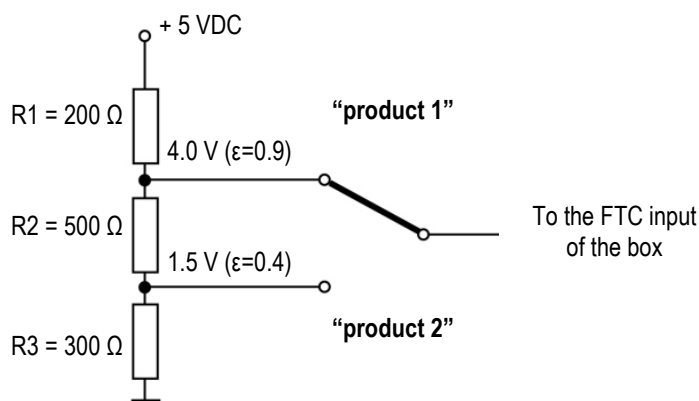 + 5 VDC
R1 = 200 Ω
“product 1”
4.0 V (ε=0.9)
R2 = 500 Ω
To the FTC input
of the box
1.5 V (ε=0.4)
“product 2”
R3 = 300 Ω